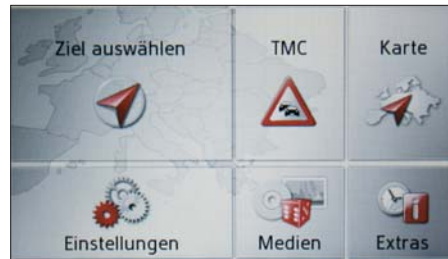 Ziel auswählen
TMC
Karte
Einstellungen
Medien
Extras